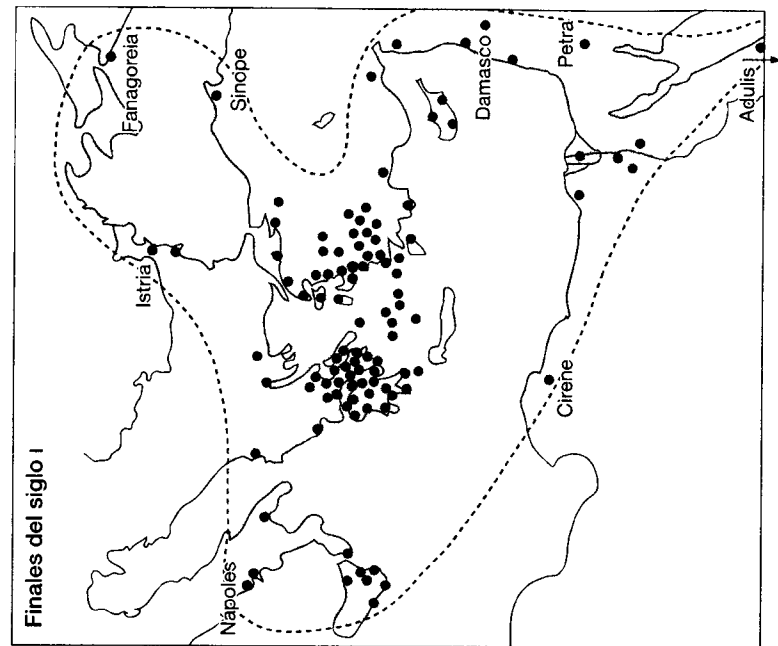 Finales del siglo I
Fanagoreia
Sinope
Istria
Nápoles
Damasco
Petra
Cirene
Adulis